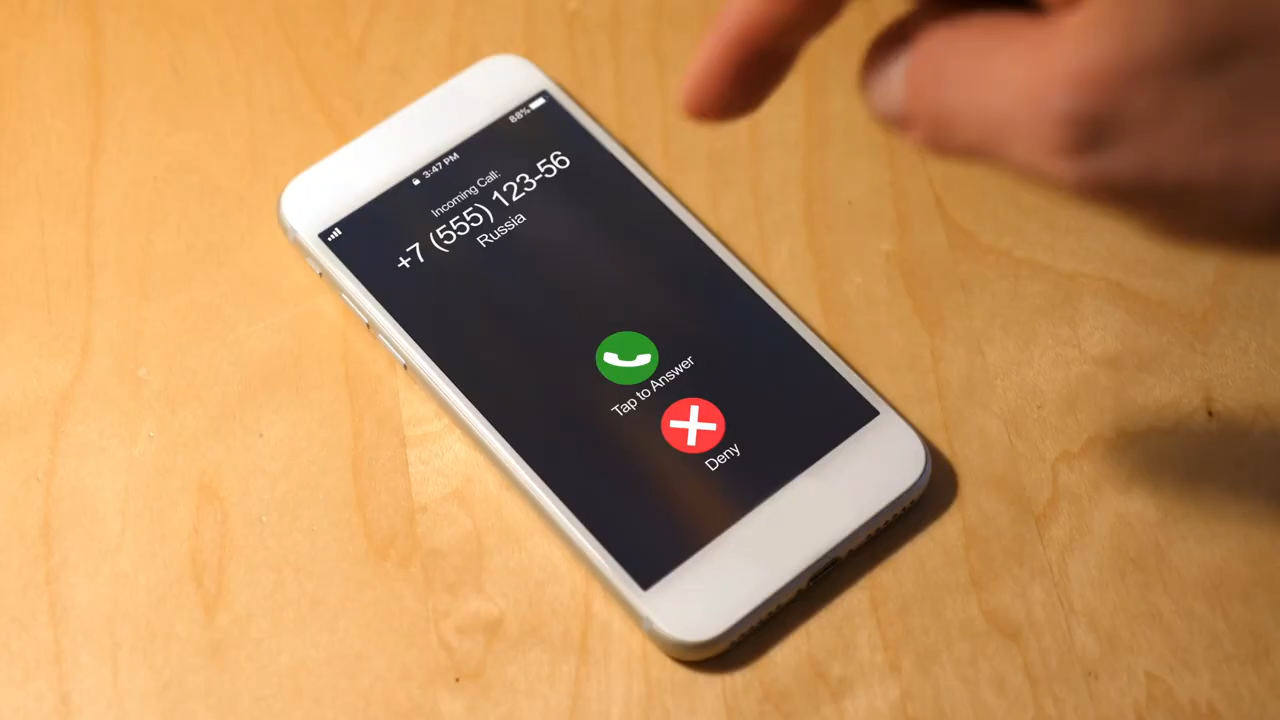 3:47 PM
88%
Incoming Call:
+7 (555) 123-56
Russia
Tap to Answer
Deny